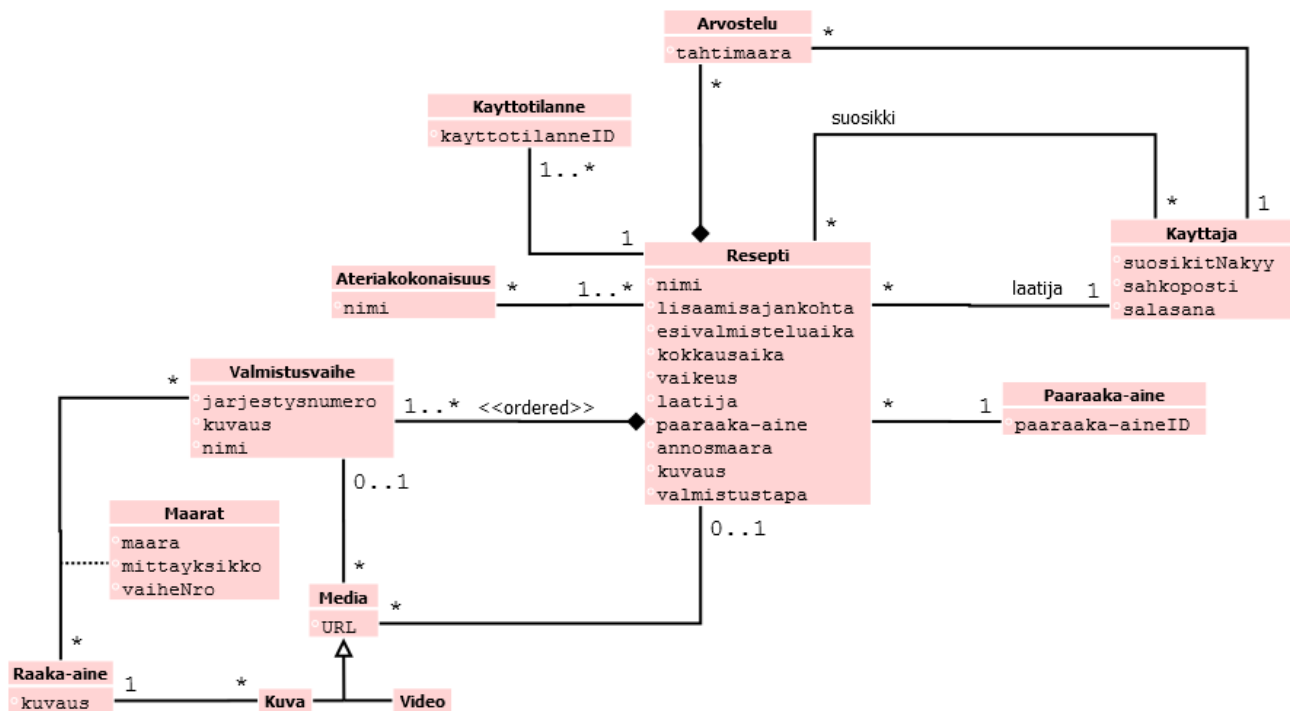 Arvostelu
tahtimaara
*
*
Kayttotilanne
kayttotilanneID
1..*
suosikki
*
*
1
1
Kayttaja
suosikitNakyy
sahkoposti
salasana
Resepti
nimi
lisaamisajankohta
esivalmisteluaika
kokkausaika
vaikeus
laatija
paaraaka-aine
annosmaara
kuvaus
valmistustapa
Ateriakokonaisuus
nimi
*
1..*
*
laatija
1
Valmistusvaihe
jarjestysnumero
kuvaus
nimi
*
1..*
<<ordered>>
*
1
Paaraaka-aine
paaraaka-aineID
0..1
0..1
Maarat
maara
mittayksikko
vaiheNro
*
Media
URL
*
*
Raaka-aine
kuvaus
1
*
Kuva
Video